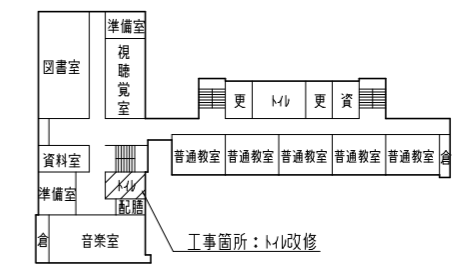 準備室
図書室
視聴覚室
更
トイレ
更
資
普通教室
普通教室
普通教室
普通教室
普通教室
倉
資料室
トイレ
準備室
配膳
倉
音楽室
工事箇所：トイレ改修